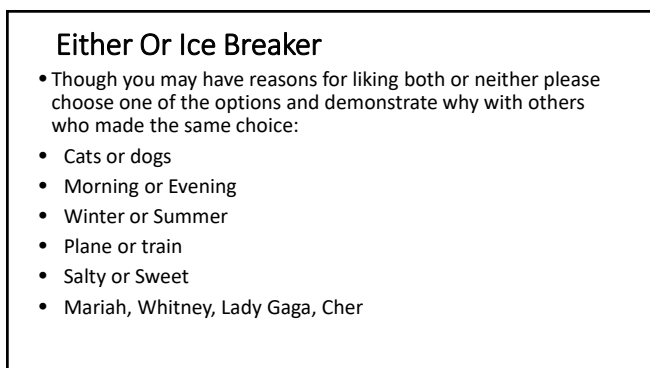 Either Or Ice Breaker
• Though you may have reasons for liking both or neither please
choose one of the options and demonstrate why with others
who made the same choice:
• Cats or dogs
• Morning or Evening
• Winter or Summer
• Plane or train
• Salty or Sweet
• Mariah, Whitney, Lady Gaga, Cher